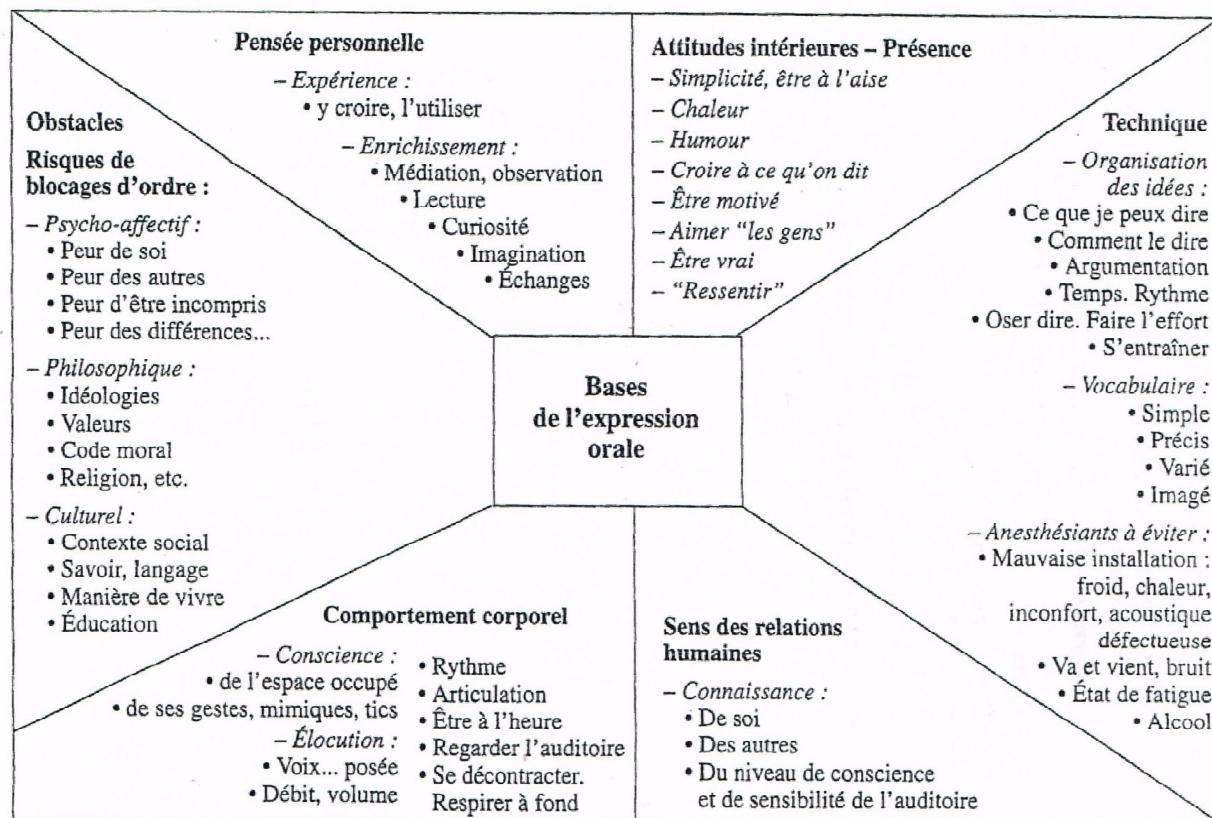 Pensée personnelle
– Expérience :
• y croire, l'utiliser
– Enrichissement :
• Médiation, observation
• Lecture
• Curiosité
• Imagination
• Échanges
Attitudes intérieures – Présence
– Simplicité, être à l'aise
– Chaleur
– Humour
– Croire à ce qu'on dit
– Être motivé
– Aimer “les gens”
– Être vrai
– “Ressentir”
Obstacles
Risques de
blocages d'ordre :
– Psycho-affectif :
• Peur de soi
• Peur des autres
• Peur d'être incompris
• Peur des différences...
– Philosophique :
• Idéologies
• Valeurs
• Code moral
• Religion, etc.
– Culturel :
• Contexte social
• Savoir, langage
• Manière de vivre
• Éducation
Bases
de l'expression
orale
Technique
– Organisation
des idées :
• Ce que je peux dire
• Comment le dire
• Argumentation
• Temps. Rythme
• Oser dire. Faire l'effort
• S'entraîner
– Vocabulaire :
• Simple
• Précis
• Varié
• Imagé
– Anesthésiants à éviter :
• Mauvaise installation :
froid, chaleur,
inconfort, acoustique
défectueuse
• Va et vient, bruit
• État de fatigue
• Alcool
Comportement corporel
– Conscience :
• de l'espace occupé
• de ses gestes, mimiques, tics
– Élocution :
• Voix... posée
• Débit, volume
• Rythme
• Articulation
• Être à l'heure
• Regarder l'auditoire
• Se décontracter.
Respirer à fond
Sens des relations
humaines
– Connaissance :
• De soi
• Des autres
• Du niveau de conscience
et de sensibilité de l'auditoire